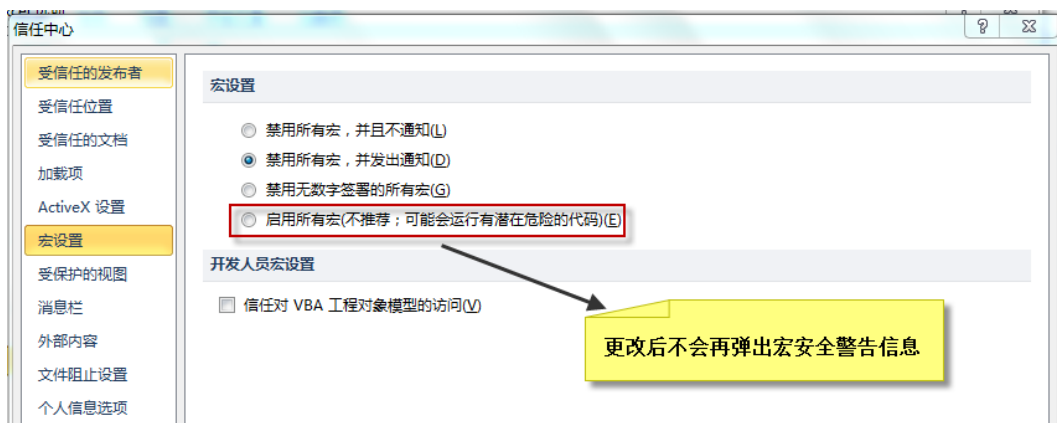 信任中心
受信任的发布者
受信任位置
受信任的文档
加载项
ActiveX 设置
宏设置
受保护的视图
消息栏
外部内容
文件阻止设置
个人信息选项
宏设置
禁用所有宏，并且不通知(L)
禁用所有宏，并发出通知(D)
禁用无数字签署的所有宏(G)
启用所有宏(不推荐；可能会运行有潜在危险的代码)(E)
开发人员宏设置
信任对 VBA 工程对象模型的访问(V)
更改后不会再弹出宏安全警告信息